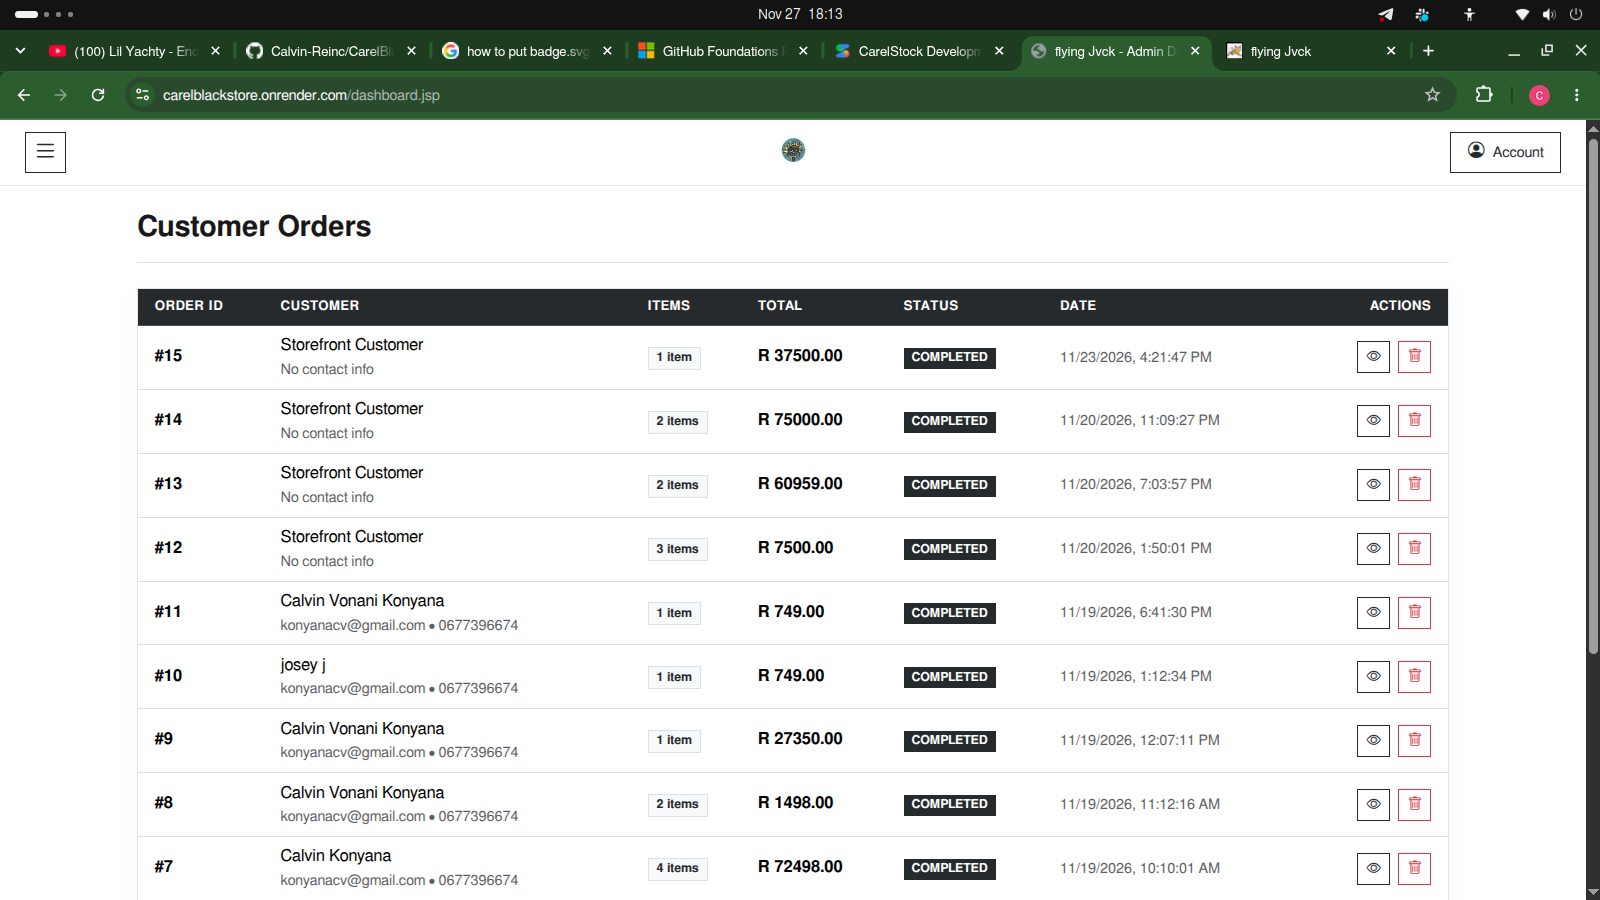 Nov 27 18:13
(100) Lil Yachty - Enc
Calvin-Reinc/CarelBl
how to put badge.svg
GitHub Foundations
CarelStock Developm
flying Jvck - Admin D
flying Jvck
carelblackstore.onrender.com/dashboard.jsp
C
Account
Customer Orders
ORDER ID CUSTOMER ITEMS TOTAL STATUS DATE ACTIONS
#15 Storefront Customer 1 item R 37500.00 COMPLETED 11/23/2026, 4:21:47 PM
No contact info
#14 Storefront Customer 2 items R 75000.00 COMPLETED 11/20/2026, 11:09:27 PM
No contact info
#13 Storefront Customer 2 items R 60959.00 COMPLETED 11/20/2026, 7:03:57 PM
No contact info
#12 Storefront Customer 3 items R 7500.00 COMPLETED 11/20/2026, 1:50:01 PM
No contact info
#11 Calvin Vonani Konyana 1 item R 749.00 COMPLETED 11/19/2026, 6:41:30 PM
konyanacv@gmail.com • 0677396674
#10 josey j 1 item R 749.00 COMPLETED 11/19/2026, 1:12:34 PM
konyanacv@gmail.com • 0677396674
#9 Calvin Vonani Konyana 1 item R 27350.00 COMPLETED 11/19/2026, 12:07:11 PM
konyanacv@gmail.com • 0677396674
#8 Calvin Vonani Konyana 2 items R 1498.00 COMPLETED 11/19/2026, 11:12:16 AM
konyanacv@gmail.com • 0677396674
#7 Calvin Konyana 4 items R 72498.00 COMPLETED 11/19/2026, 10:10:01 AM
konyanacv@gmail.com • 0677396674